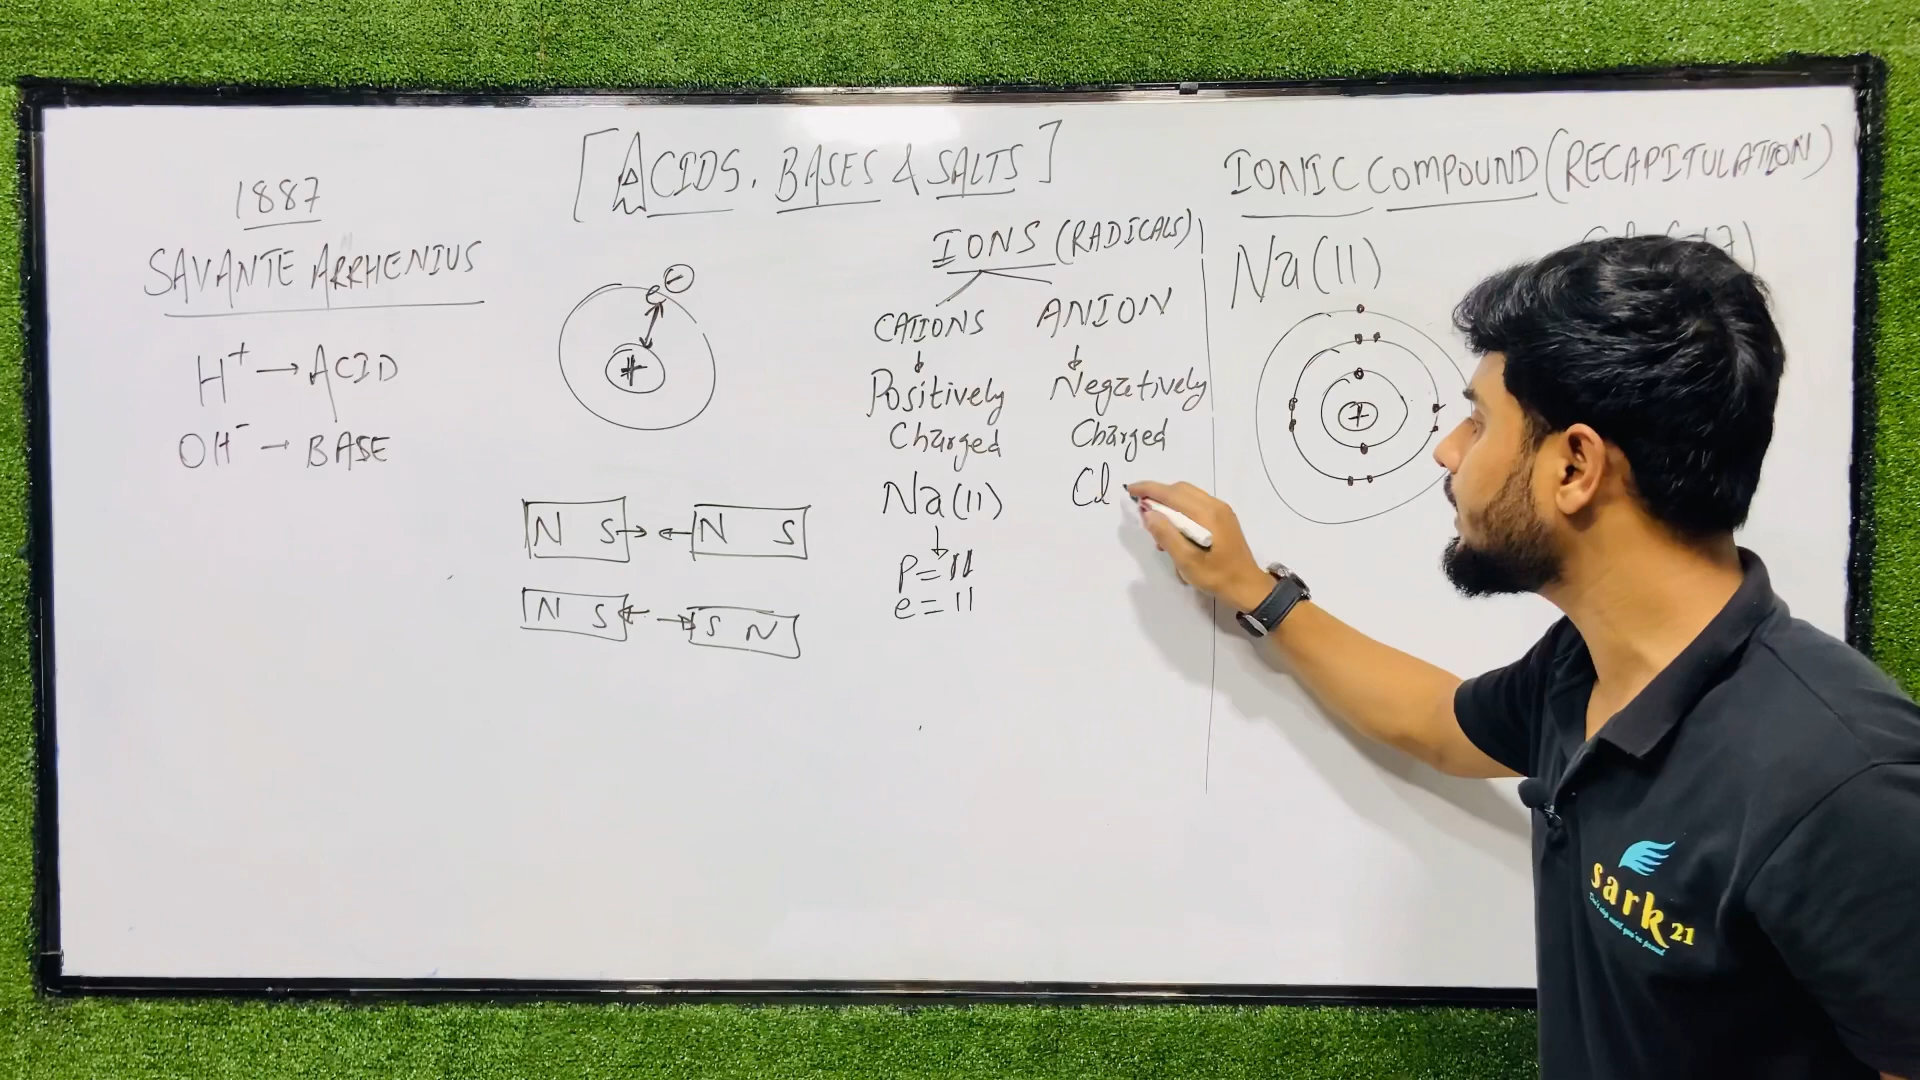 [ACIDS, BASES & SALTS]
1887
SAVANTE ARRHENIUS
H+ → ACID
OH- → BASE
e-
+
N S → ← N S
N S ← → S N
IONS (RADICALS)
CATIONS
Positively
Charged
Na(11)
P=11
e=11
ANION
Negatively
Charged
Cl
IONIC COMPOUND (RECAPITULATION)
Na(11)
+
sark 21